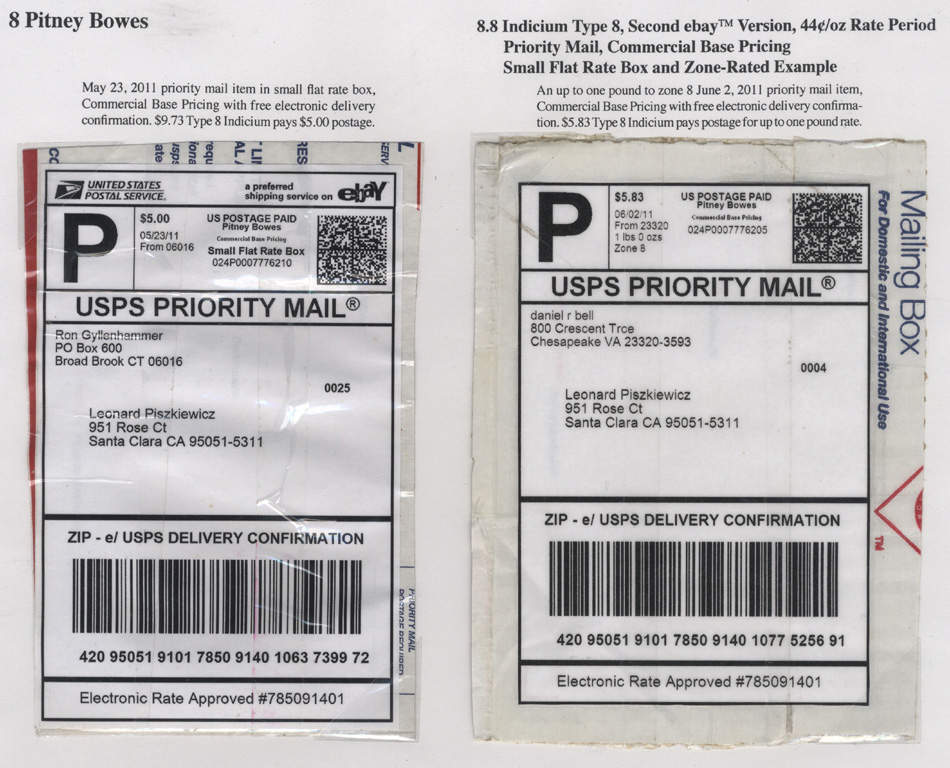 8 Pitney Bowes
8.8 Indicium Type 8, Second ebay™ Version, 44¢/oz Rate Period
Priority Mail, Commercial Base Pricing
Small Flat Rate Box and Zone-Rated Example
May 23, 2011 priority mail item in small flat rate box,
Commercial Base Pricing with free electronic delivery
confirmation. $9.73 Type 8 Indicium pays $5.00 postage.
An up to one pound to zone 8 June 2, 2011 priority mail item,
Commercial Base Pricing with free electronic delivery confirma-
tion. $5.83 Type 8 Indicium pays postage for up to one pound rate.
UNITED STATES
POSTAL SERVICE.
a preferred
shipping service on ebay
P
$5.00
05/23/11
From 06016
US POSTAGE PAID
Pitney Bowes
Commercial Base Pricing
Small Flat Rate Box
024P0007776210
USPS PRIORITY MAIL®
Ron Gyllenhammer
PO Box 600
Broad Brook CT 06016
0025
Leonard Piszkiewicz
951 Rose Ct
Santa Clara CA 95051-5311
ZIP - e/ USPS DELIVERY CONFIRMATION
420 95051 9101 7850 9140 1063 7399 72
Electronic Rate Approved #785091401
PRIORITY MAIL
POSTAGE REQUIRED
P
$5.83
06/02/11
From 23320
1 lbs 0 ozs
Zone 8
US POSTAGE PAID
Pitney Bowes
Commercial Base Pricing
024P0007776205
USPS PRIORITY MAIL®
daniel r bell
800 Crescent Trce
Chesapeake VA 23320-3593
0004
Leonard Piszkiewicz
951 Rose Ct
Santa Clara CA 95051-5311
ZIP - e/ USPS DELIVERY CONFIRMATION
420 95051 9101 7850 9140 1077 5256 91
Electronic Rate Approved #785091401
Mailing Box
For Domestic and International Use
TM